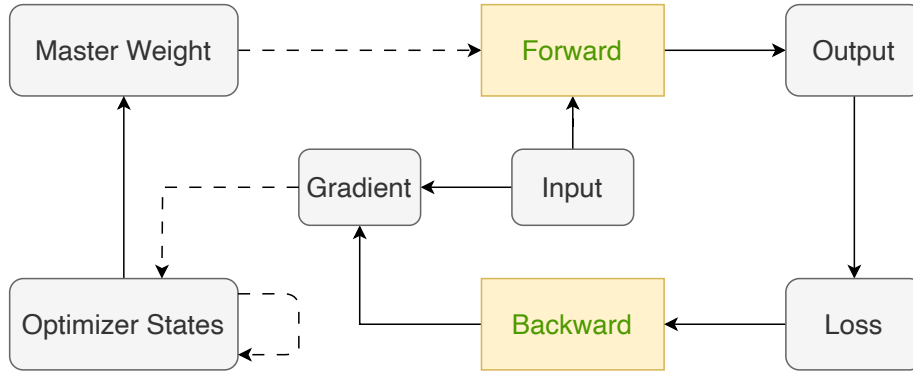 Master Weight
Forward
Output
Gradient
Input
Optimizer States
Backward
Loss